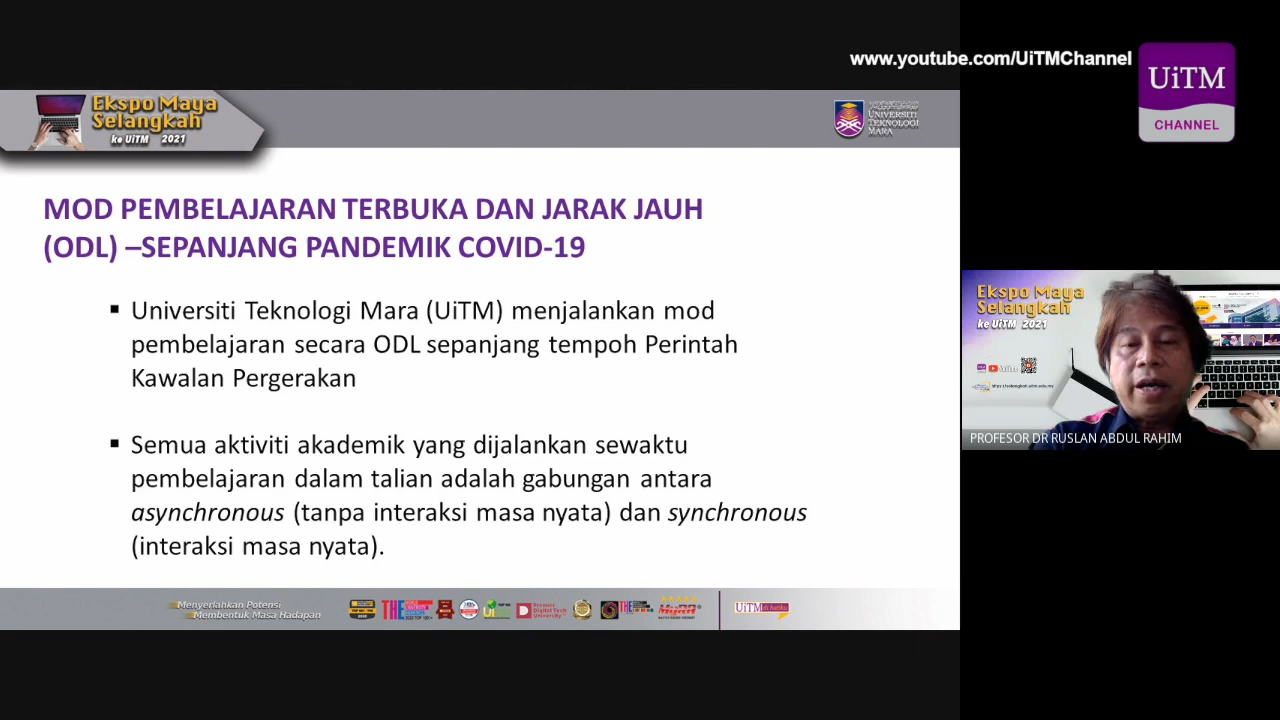 www.youtube.com/UiTMChannel
UiTM
CHANNEL
Ekspo Maya
Selangkah
ke UiTM 2021
UNIVERSITI
TEKNOLOGI
MARA
MOD PEMBELAJARAN TERBUKA DAN JARAK JAUH
(ODL) –SEPANJANG PANDEMIK COVID-19
▪ Universiti Teknologi Mara (UiTM) menjalankan mod
pembelajaran secara ODL sepanjang tempoh Perintah
Kawalan Pergerakan
▪ Semua aktiviti akademik yang dijalankan sewaktu
pembelajaran dalam talian adalah gabungan antara
asynchronous (tanpa interaksi masa nyata) dan synchronous
(interaksi masa nyata).
Ekspo Maya
Selangkah
ke UiTM 2021
PROFESOR DR RUSLAN ABDUL RAHIM
Menyerlahkan Potensi
Membentuk Masa Hadapan
THE
UiTM